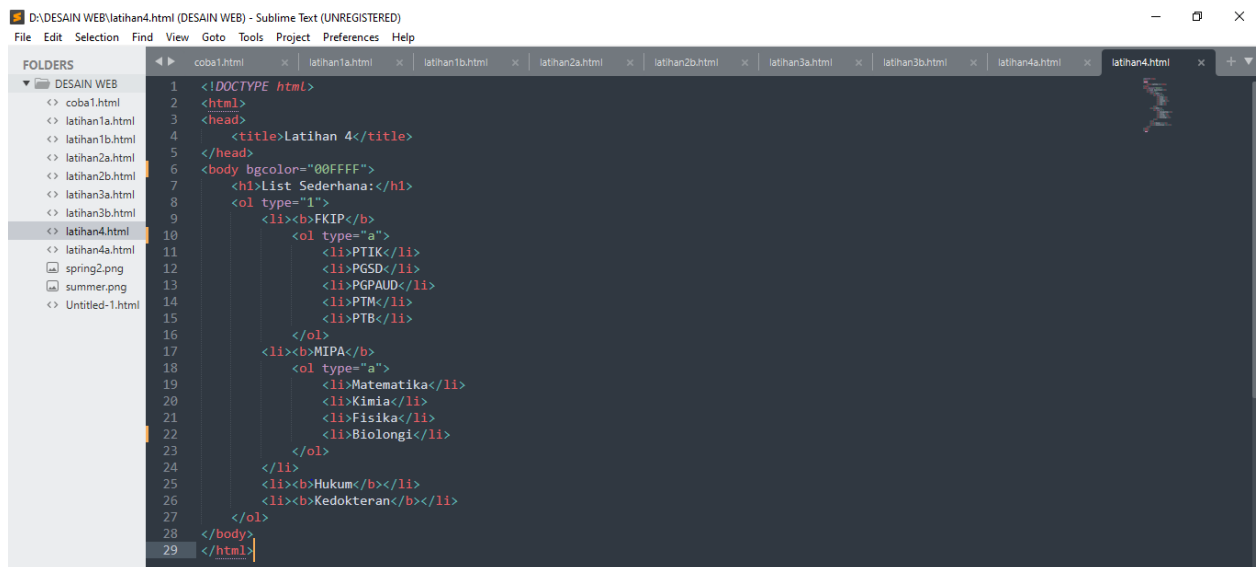 D:\DESAIN WEB\latihan4.html (DESAIN WEB) - Sublime Text (UNREGISTERED)
File Edit Selection Find View Goto Tools Project Preferences Help
FOLDERS
DESAIN WEB
coba1.html
latihan1a.html
latihan1b.html
latihan2a.html
latihan2b.html
latihan3a.html
latihan3b.html
latihan4.html
latihan4a.html
spring2.png
summer.png
Untitled-1.html
coba1.html × latihan1a.html × latihan1b.html × latihan2a.html × latihan2b.html × latihan3a.html × latihan3b.html × latihan4a.html × latihan4.html × +
1 <!DOCTYPE html>
2 <html>
3 <head>
4     <title>Latihan 4</title>
5 </head>
6 <body bgcolor="00FFFF">
7     <h1>List Sederhana:</h1>
8     <ol type="1">
9         <li><b>FKIP</b>
10             <ol type="a">
11                 <li>PTIK</li>
12                 <li>PGSD</li>
13                 <li>PGPAUD</li>
14                 <li>PTM</li>
15                 <li>PTB</li>
16             </ol>
17         <li><b>MIPA</b>
18             <ol type="a">
19                 <li>Matematika</li>
20                 <li>Kimia</li>
21                 <li>Fisika</li>
22                 <li>Biolongi</li>
23             </ol>
24         </li>
25         <li><b>Hukum</b></li>
26         <li><b>Kedokteran</b></li>
27     </ol>
28 </body>
29 </html>